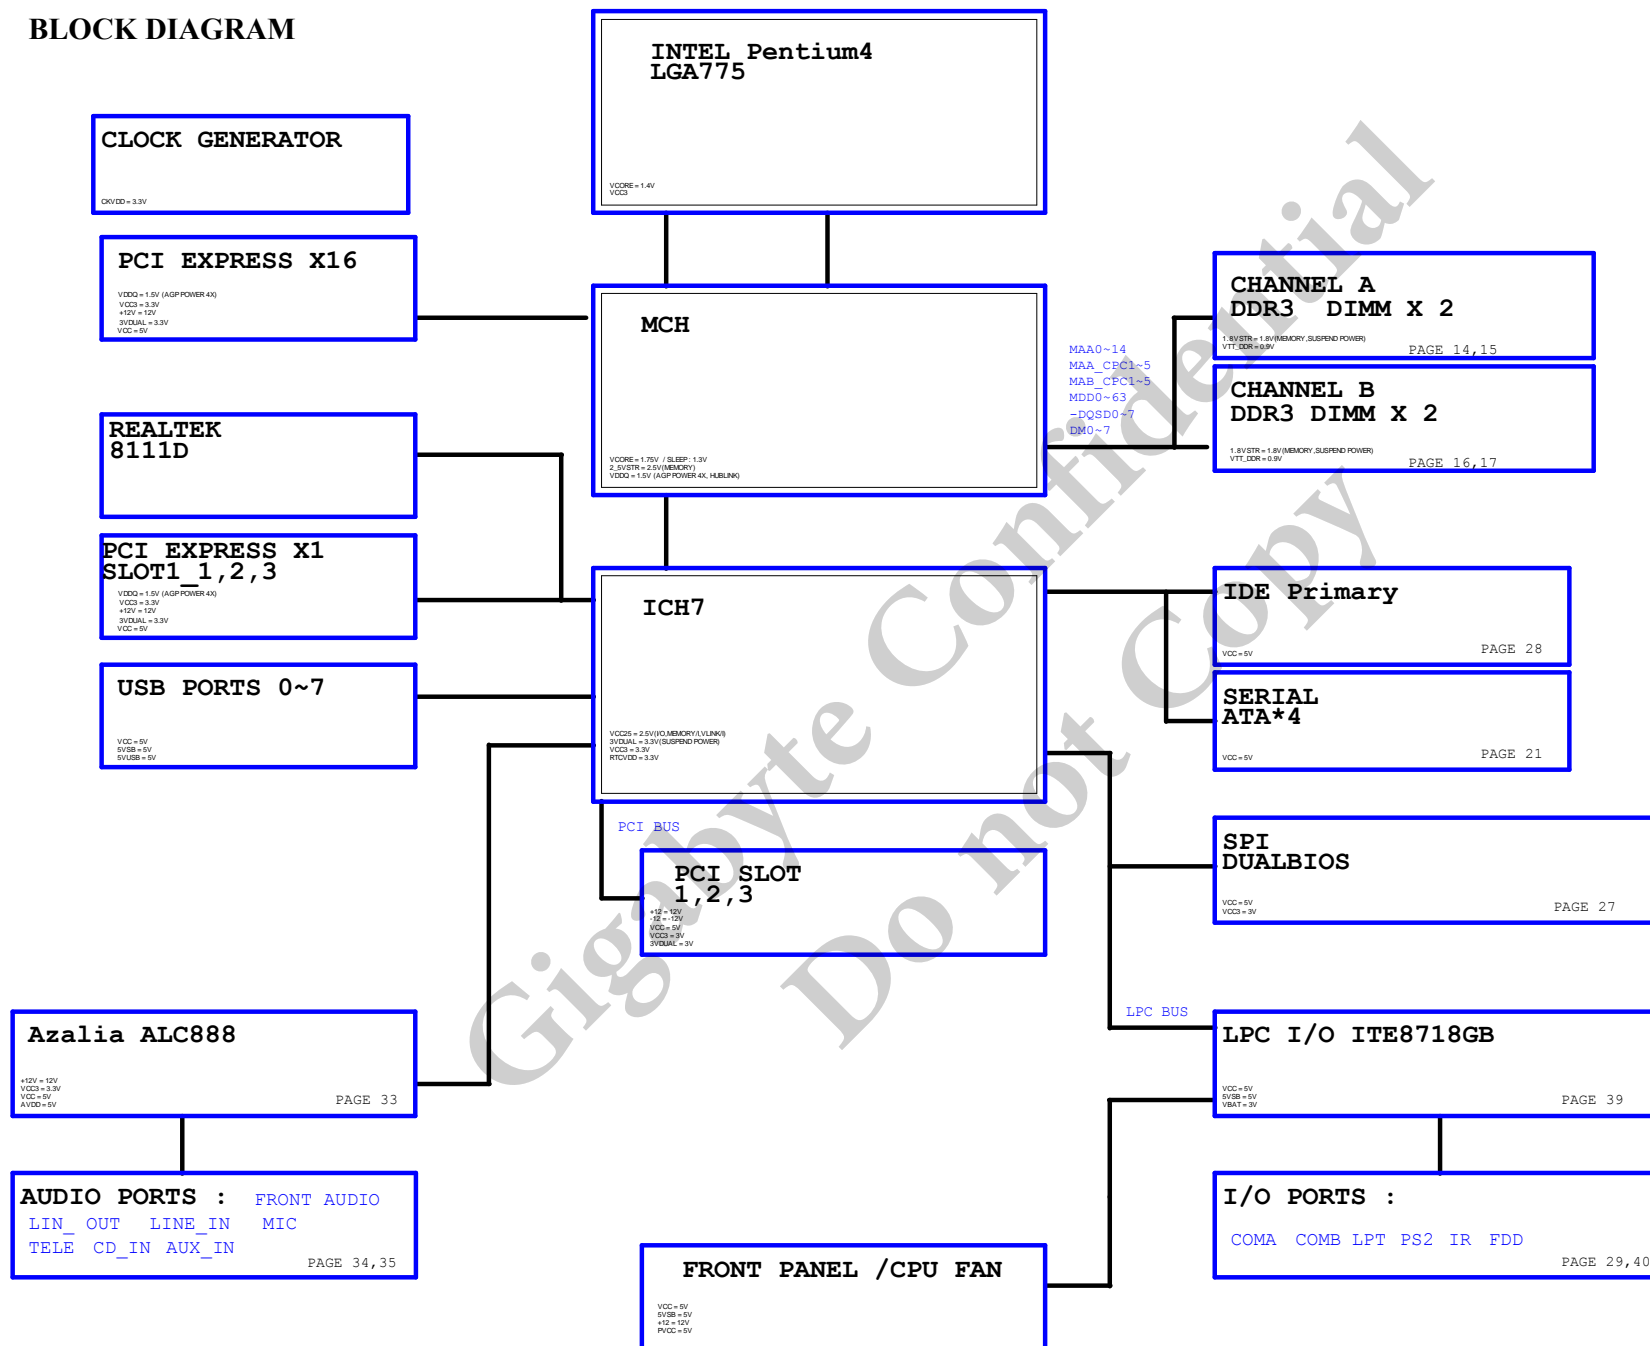 BLOCK DIAGRAM
INTEL Pentium4
LGA775
VCORE = 1.4V
VCC3
CLOCK GENERATOR
CKVDD = 3.3V
PCI EXPRESS X16
VDDQ = 1.5V (AGP POWER 4X)
VCC3 = 3.3V
+12V = 12V
3VDUAL = 3.3V
VCC = 5V
MCH
VCORE = 1.75V / SLEEP : 1.3V
2_5VSTR = 2.5V(MEMORY)
VDDQ = 1.5V (AGP POWER 4X, HUBLINK)
MAA0~14
MAA_CPC1~5
MAB_CPC1~5
MDD0~63
-DQSD0~7
DM0~7
CHANNEL A
DDR3 DIMM X 2
1.8VSTR = 1.8V(MEMORY,SUSPEND POWER)
VTT_DDR = 0.9V
PAGE 14,15
CHANNEL B
DDR3 DIMM X 2
1.8VSTR = 1.8V(MEMORY,SUSPEND POWER)
VTT_DDR = 0.9V
PAGE 16,17
REALTEK
8111D
PCI EXPRESS X1
SLOT1_1,2,3
VDDQ = 1.5V (AGP POWER 4X)
VCC3 = 3.3V
+12V = 12V
3VDUAL = 3.3V
VCC = 5V
ICH7
VCC25 = 2.5V(I/O,MEMORY/I,VLINK/I)
3VDUAL = 3.3V(SUSPEND POWER)
VCC3 = 3.3V
RTCVDD = 3.3V
IDE Primary
VCC = 5V
PAGE 28
USB PORTS 0~7
VCC = 5V
5VSB = 5V
5VUSB = 5V
SERIAL
ATA*4
VCC = 5V
PAGE 21
PCI BUS
PCI SLOT
1,2,3
+12 = 12V
-12 = -12V
VCC = 5V
VCC3 = 3V
3VDUAL = 3V
SPI
DUALBIOS
VCC = 5V
VCC3 = 3V
PAGE 27
LPC BUS
Azalia ALC888
+12V = 12V
VCC3 = 3.3V
VCC = 5V
AVDD = 5V
PAGE 33
LPC I/O ITE8718GB
VCC = 5V
5VSB = 5V
VBAT = 3V
PAGE 39
AUDIO PORTS : FRONT AUDIO
LIN_ OUT LINE_IN MIC
TELE CD_IN AUX_IN
PAGE 34,35
I/O PORTS :
COMA COMB LPT PS2 IR FDD
PAGE 29,40
FRONT PANEL /CPU FAN
VCC = 5V
5VSB = 5V
+12 = 12V
PVCC = 5V
Gigabyte Confidential
Do not Copy